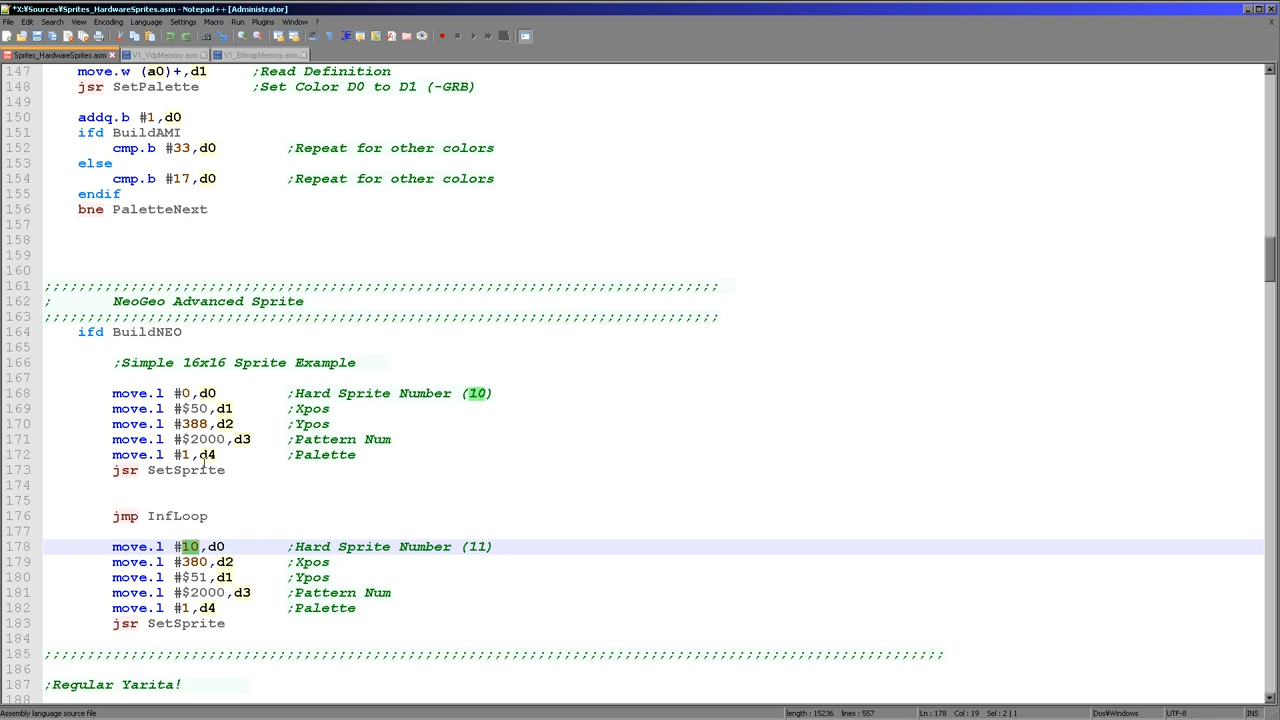 *X:¥Sources¥Sprites_HardwareSprites.asm - Notepad++ [Administrator]
File Edit Search View Encoding Language Settings Macro Run Plugins Window ?
Sprites_HardwareSprites.asm V1_VdpMemory.asm V1_BitmapMemory.asm
147 move.w (a0)+,d1 ;Read Definition
148 jsr SetPalette ;Set Color D0 to D1 (-GRB)
149
150 addq.b #1,d0
151 ifd BuildAMI
152 cmp.b #33,d0 ;Repeat for other colors
153 else
154 cmp.b #17,d0 ;Repeat for other colors
155 endif
156 bne PaletteNext
157
158
159
160
161 ;;;;;;;;;;;;;;;;;;;;;;;;;;;;;;;;;;;;;;;;;;;;;;;;;;;;;;;;;;;;;;;;;;;;;;;;;;;;;;
162 ; NeoGeo Advanced Sprite
163 ;;;;;;;;;;;;;;;;;;;;;;;;;;;;;;;;;;;;;;;;;;;;;;;;;;;;;;;;;;;;;;;;;;;;;;;;;;;;;;
164 ifd BuildNEO
165
166 ;Simple 16x16 Sprite Example
167
168 move.l #0,d0 ;Hard Sprite Number (10)
169 move.l #$50,d1 ;Xpos
170 move.l #388,d2 ;Ypos
171 move.l #$2000,d3 ;Pattern Num
172 move.l #1,d4 ;Palette
173 jsr SetSprite
174
175
176 jmp InfLoop
177
178 move.l #10,d0 ;Hard Sprite Number (11)
179 move.l #380,d2 ;Xpos
180 move.l #$51,d1 ;Ypos
181 move.l #$2000,d3 ;Pattern Num
182 move.l #1,d4 ;Palette
183 jsr SetSprite
184
185 ;;;;;;;;;;;;;;;;;;;;;;;;;;;;;;;;;;;;;;;;;;;;;;;;;;;;;;;;;;;;;;;;;;;;;;;;;;;;;;;;;;;;;;;;;;;;;;;;;;;;;;;;
186
187 ;Regular Yarita!
188
Assembly language source file length : 15236 lines : 557 Ln : 178 Col : 19 Sel : 2 | 1 Dos¥Windows UTF-8 INS